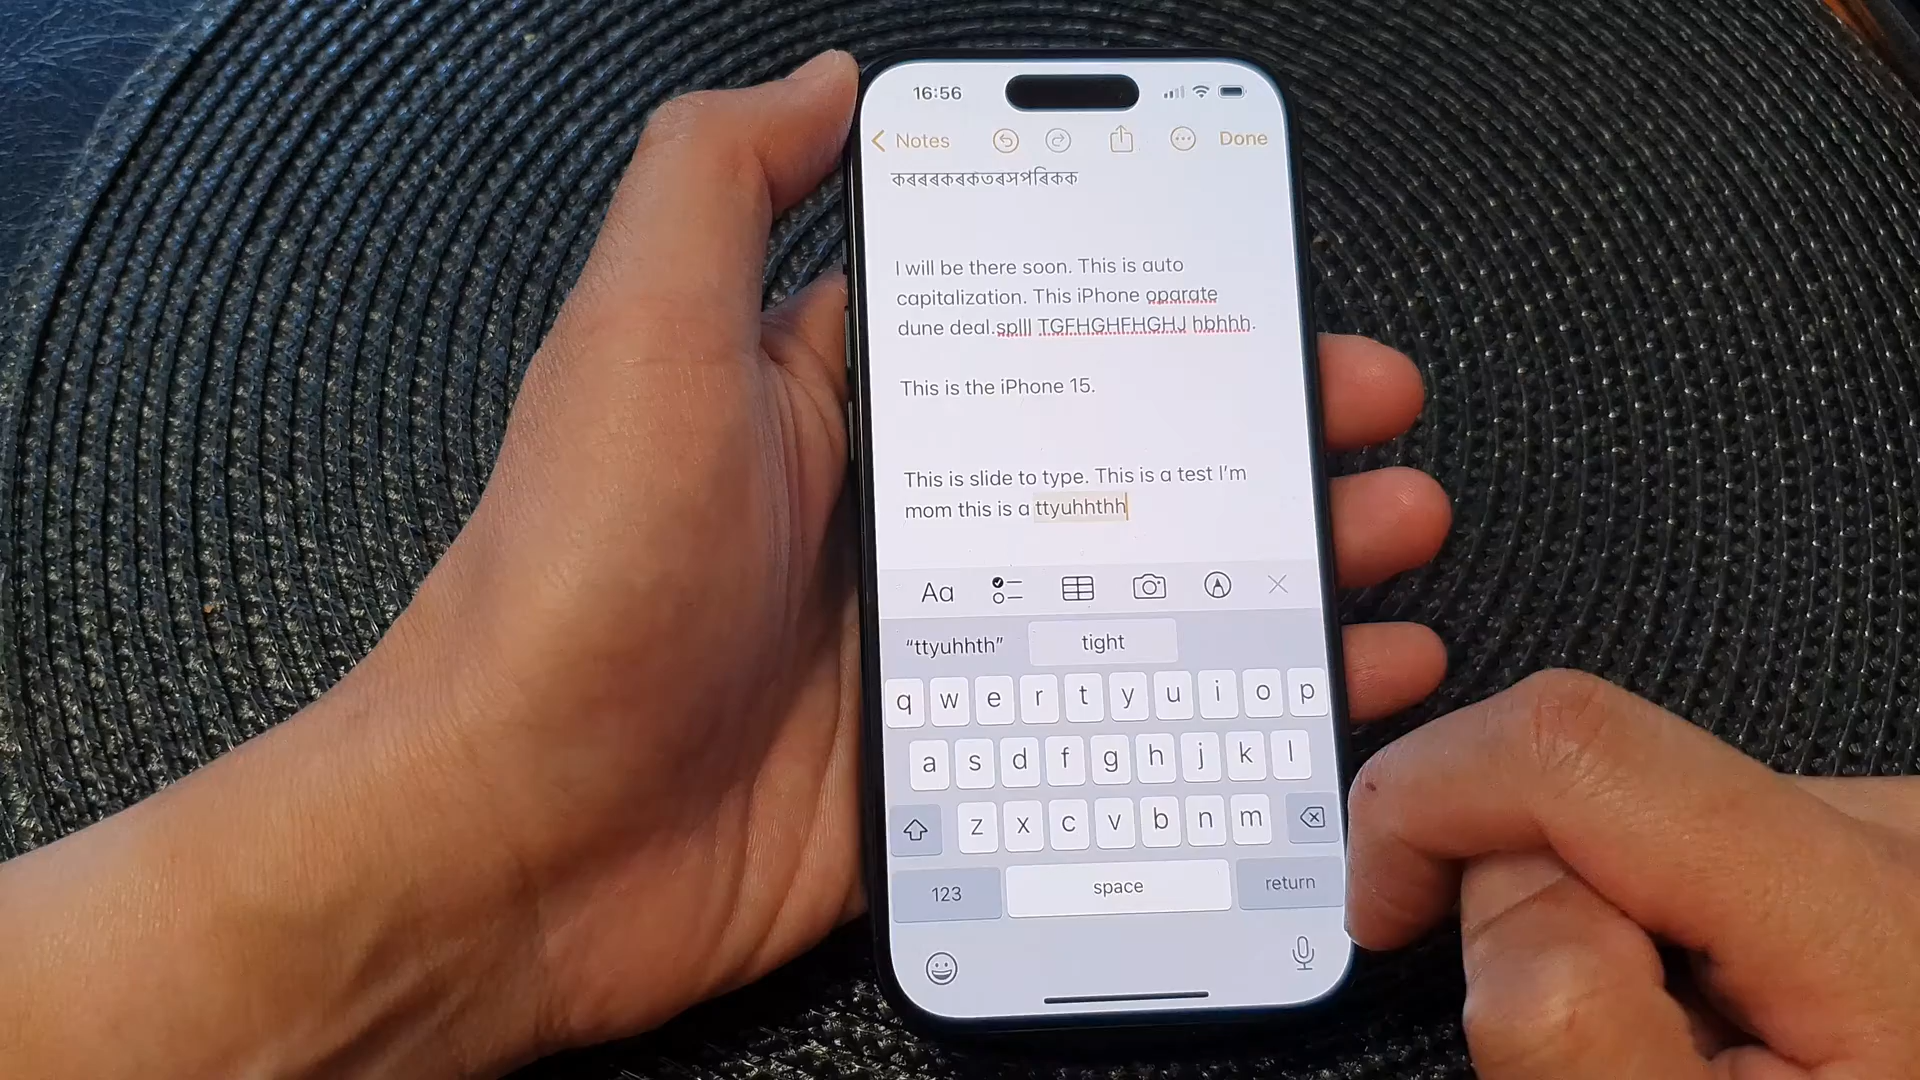 16:56
Notes
Done
কৰৰৰকৰকতৰসপৰিকক
I will be there soon. This is auto
capitalization. This iPhone oparate
dune deal.splll TGFHGHFHGHJ hbhhh.
This is the iPhone 15.
This is slide to type. This is a test I’m
mom this is a ttyuhhthh
Aa
“ttyuhhth” tight
q w e r t y u i o p
a s d f g h j k l
z x c v b n m
123 space return